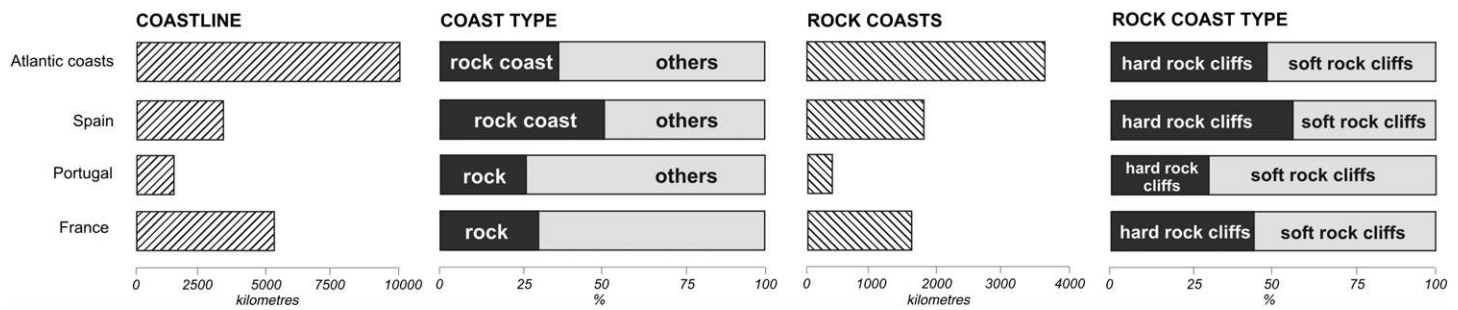 COASTLINE
COAST TYPE
ROCK COASTS
ROCK COAST TYPE
Atlantic coasts
rock coast
others
hard rock cliffs
soft rock cliffs
Spain
rock coast
others
hard rock cliffs
soft rock cliffs
Portugal
rock
others
hard rock
cliffs
soft rock cliffs
France
rock
hard rock cliffs
soft rock cliffs
0 2500 5000 7500 10000
kilometres
0 25 50 75 100
%
0 1000 2000 3000 4000
kilometres
0 25 50 75 100
%